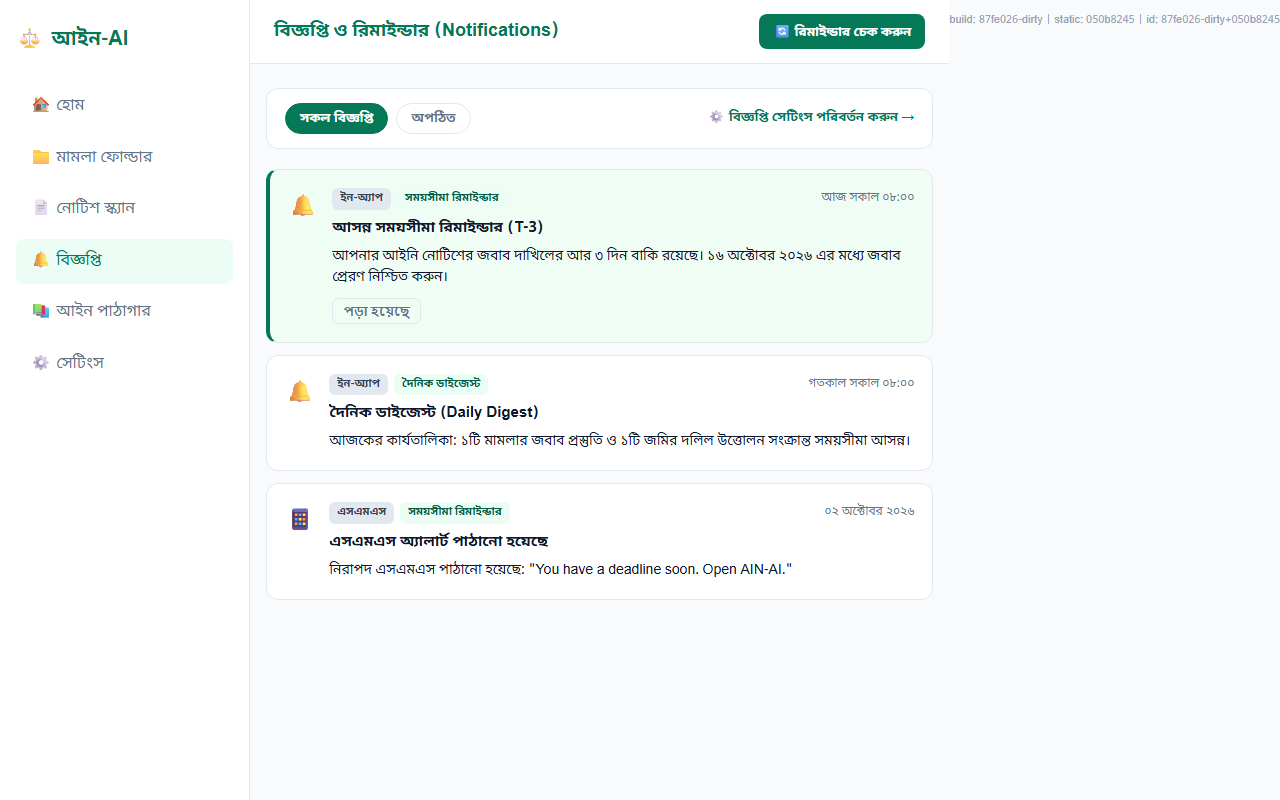 আইন-AI
হোম
মামলা ফোল্ডার
নোটিশ স্ক্যান
বিজ্ঞপ্তি
আইন পাঠাগার
সেটিংস
বিজ্ঞপ্তি ও রিমাইন্ডার (Notifications)
রিমাইন্ডার চেক করুন
build: 87fe026-dirty | static: 050b8245 | id: 87fe026-dirty+050b8245
সকল বিজ্ঞপ্তি
অপঠিত
বিজ্ঞপ্তি সেটিংস পরিবর্তন করুন →
ইন-অ্যাপ সময়সীমা রিমাইন্ডার আজ সকাল ০৮:০০
আসন্ন সময়সীমা রিমাইন্ডার (T-3)
আপনার আইনি নোটিশের জবাব দাখিলের আর ৩ দিন বাকি রয়েছে। ১৬ অক্টোবর ২০২৬ এর মধ্যে জবাব
প্রেরণ নিশ্চিত করুন।
পড়া হয়েছে
ইন-অ্যাপ দৈনিক ডাইজেস্ট গতকাল সকাল ০৮:০০
দৈনিক ডাইজেস্ট (Daily Digest)
আজকের কার্যতালিকা: ১টি মামলার জবাব প্রস্তুতি ও ১টি জমির দলিল উত্তোলন সংক্রান্ত সময়সীমা আসন্ন।
এসএমএস সময়সীমা রিমাইন্ডার ০২ অক্টোবর ২০২৬
এসএমএস অ্যালার্ট পাঠানো হয়েছে
নিরাপদ এসএমএস পাঠানো হয়েছে: "You have a deadline soon. Open AIN-AI."